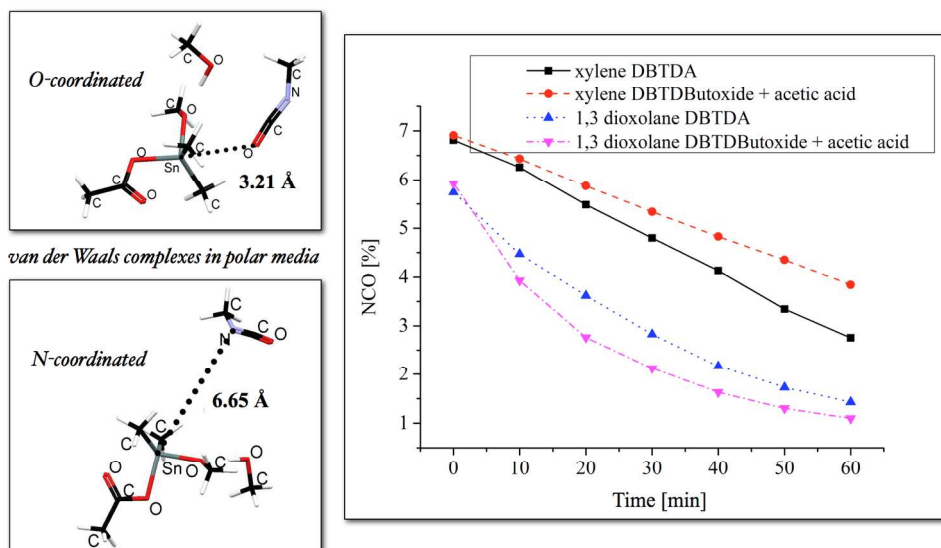 O-coordinated
C
O
C
N
C
O
O
C
Sn
C
O
C
O
C
3.21 Å
van der Waals complexes in polar media
N-coordinated
C
N
C
O
6.65 Å
C
C
Sn
O
C
O
C
O
C
xylene DBTDA
xylene DBTDButoxide + acetic acid
1,3 dioxolane DBTDA
1,3 dioxolane DBTDButoxide + acetic acid
NCO [%]
7
6
5
4
3
2
1
0
10
20
30
40
50
60
Time [min]